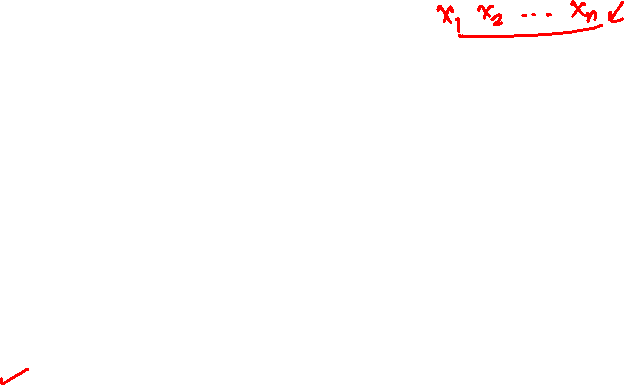 x₁ x₂ ... xₙ